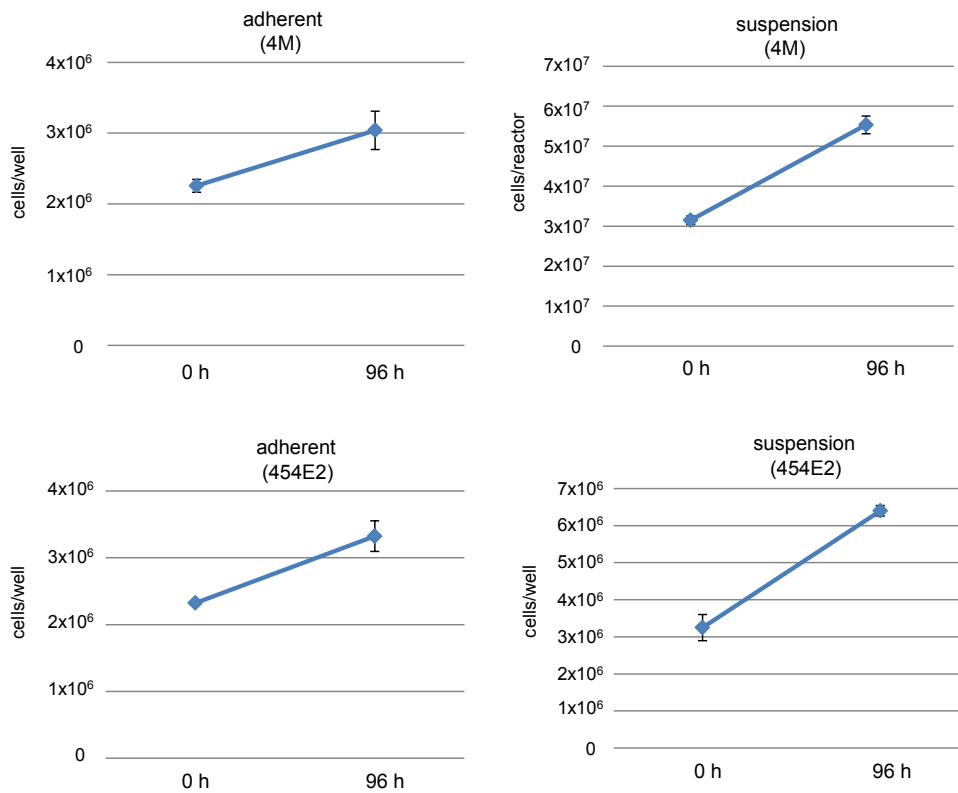 adherent
(4M)
4x10⁶
3x10⁶
2x10⁶
1x10⁶
0
cells/well
0 h 96 h
suspension
(4M)
7x10⁷
6x10⁷
5x10⁷
4x10⁷
3x10⁷
2x10⁷
1x10⁷
0
cells/reactor
0 h 96 h
adherent
(454E2)
4x10⁶
3x10⁶
2x10⁶
1x10⁶
0
cells/well
0 h 96 h
suspension
(454E2)
7x10⁶
6x10⁶
5x10⁶
4x10⁶
3x10⁶
2x10⁶
1x10⁶
0
cells/well
0 h 96 h